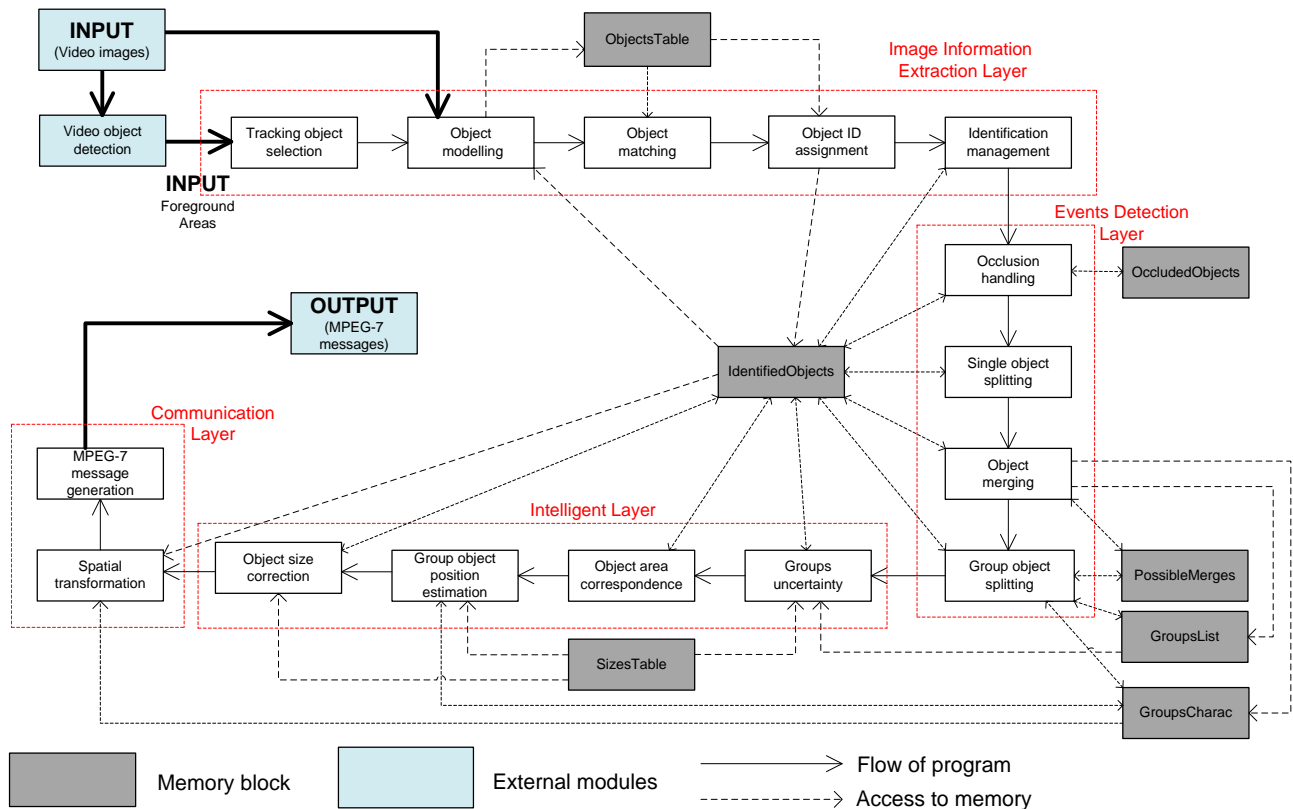 INPUT
(Video images)
ObjectsTable
Image Information
Extraction Layer
Video object
detection
Tracking object
selection
Object
modelling
Object
matching
Object ID
assignment
Identification
management
INPUT
Foreground
Areas
Events Detection
Layer
Occlusion
handling
OccludedObjects
OUTPUT
(MPEG-7
messages)
IdentifiedObjects
Single object
splitting
Communication
Layer
MPEG-7
message
generation
Object
merging
Intelligent Layer
Spatial
transformation
Object size
correction
Group object
position
estimation
Object area
correspondence
Groups
uncertainty
Group object
splitting
PossibleMerges
GroupsList
SizesTable
GroupsCharac
Memory block
External modules
Flow of program
Access to memory